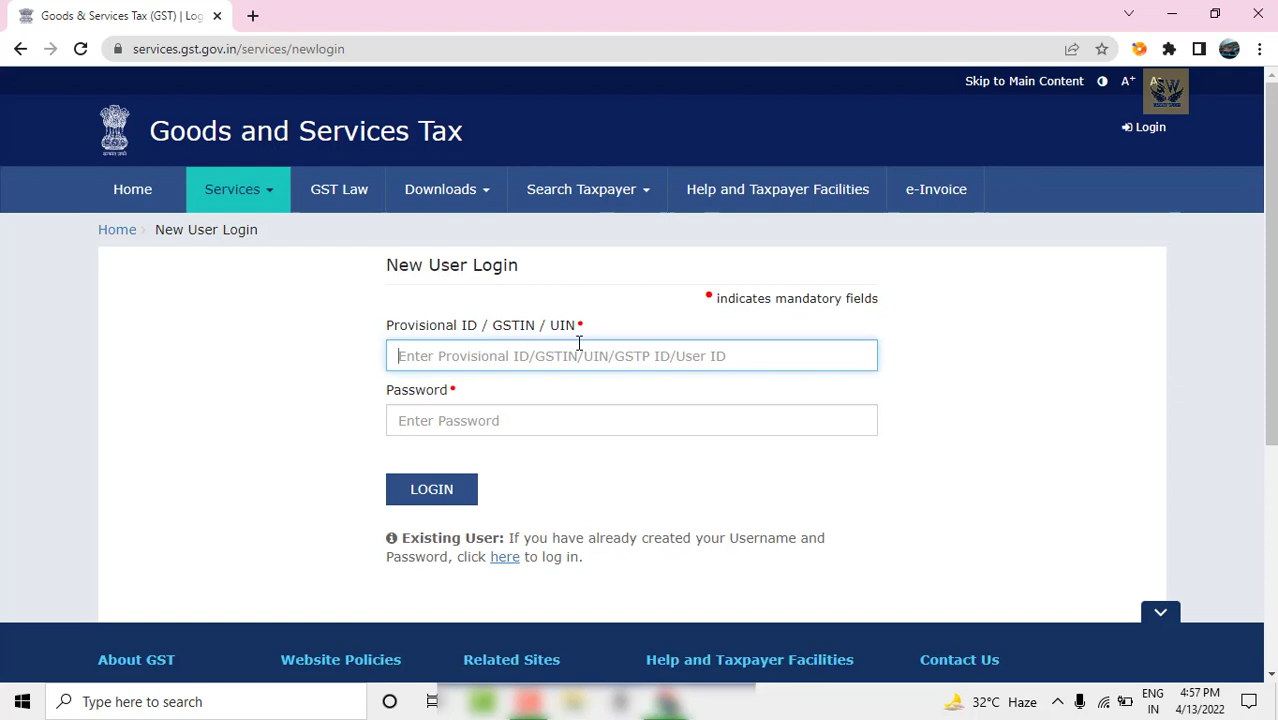 Goods & Services Tax (GST) | Log
services.gst.gov.in/services/newlogin
Skip to Main Content A+ A-
SW
Goods and Services Tax
Login
Home Services GST Law Downloads Search Taxpayer Help and Taxpayer Facilities e-Invoice
Home New User Login
New User Login
• indicates mandatory fields
Provisional ID / GSTIN / UIN•
Enter Provisional ID/GSTIN/UIN/GSTP ID/User ID
Password•
Enter Password
LOGIN
Existing User: If you have already created your Username and
Password, click here to log in.
About GST Website Policies Related Sites Help and Taxpayer Facilities Contact Us
Type here to search 32°C Haze ENG IN 4:57 PM 4/13/2022